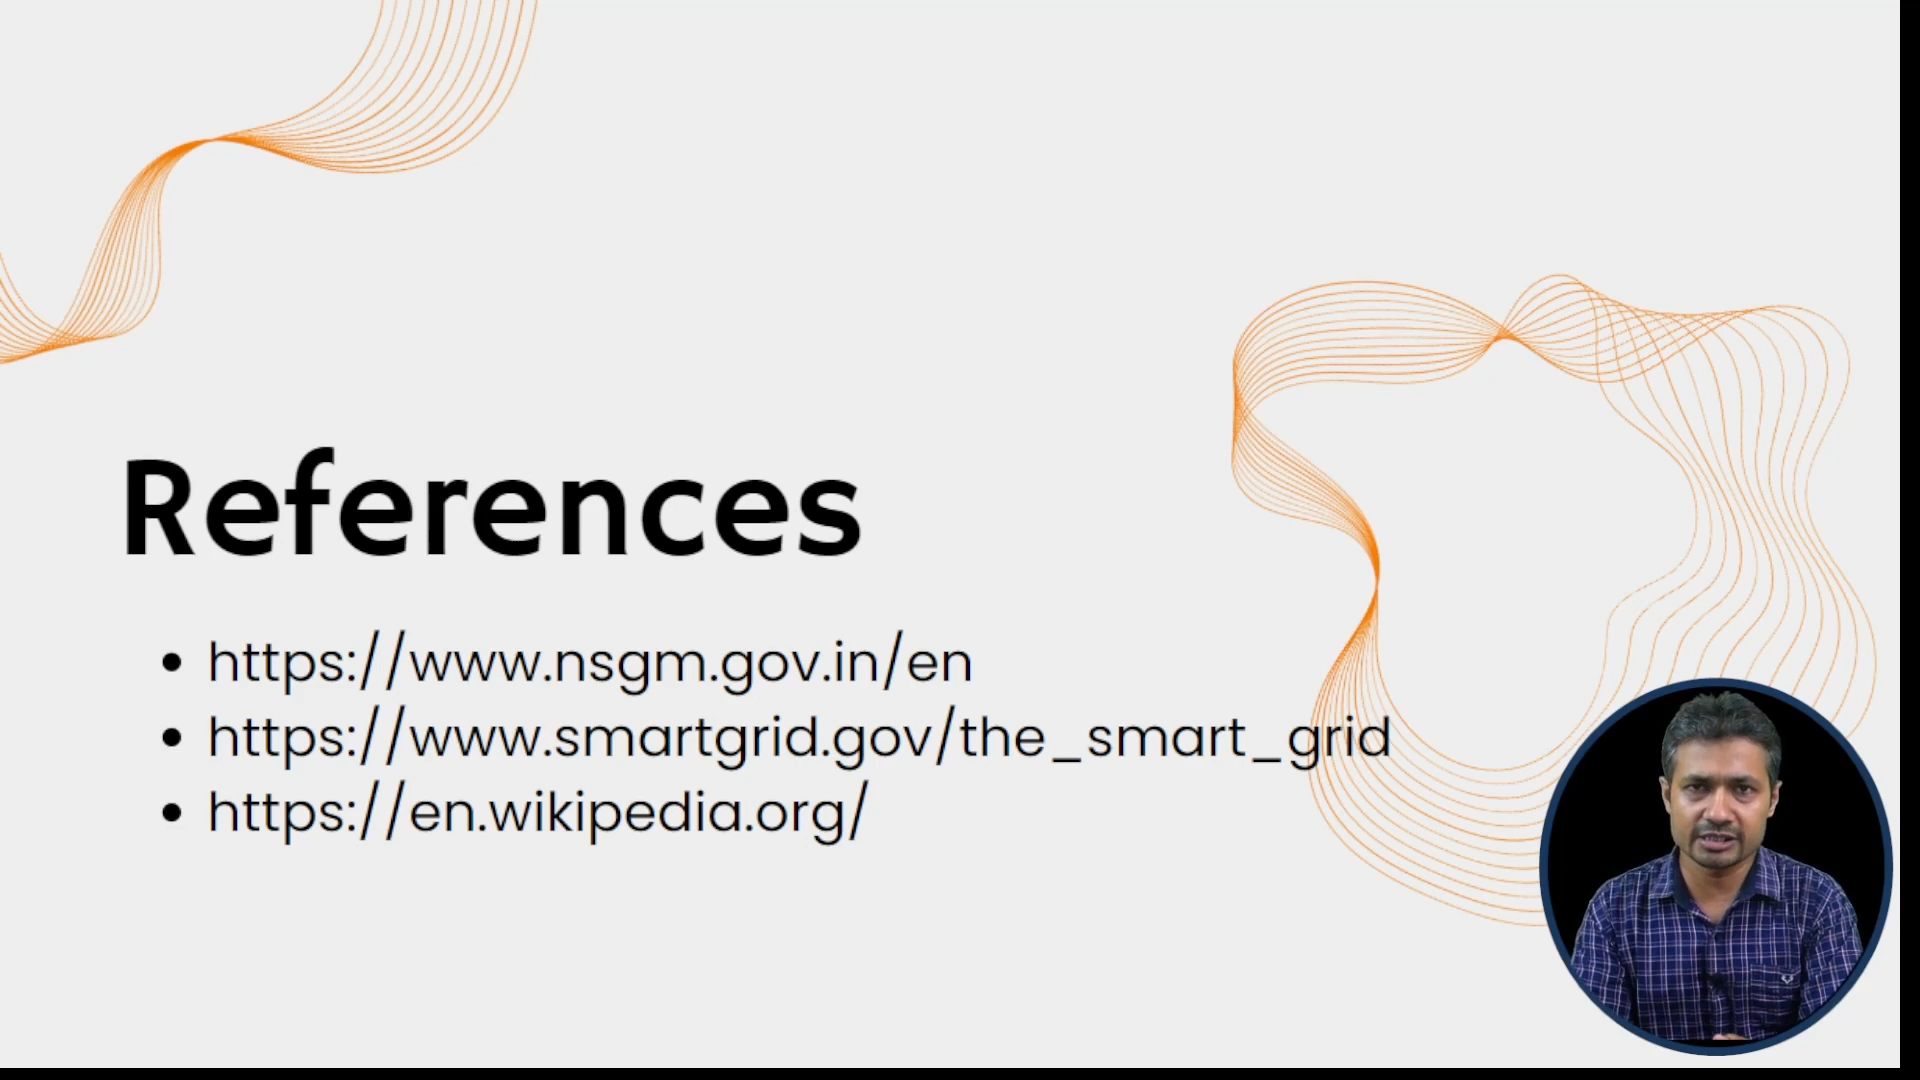 References
• https://www.nsgm.gov.in/en
• https://www.smartgrid.gov/the_smart_grid
• https://en.wikipedia.org/